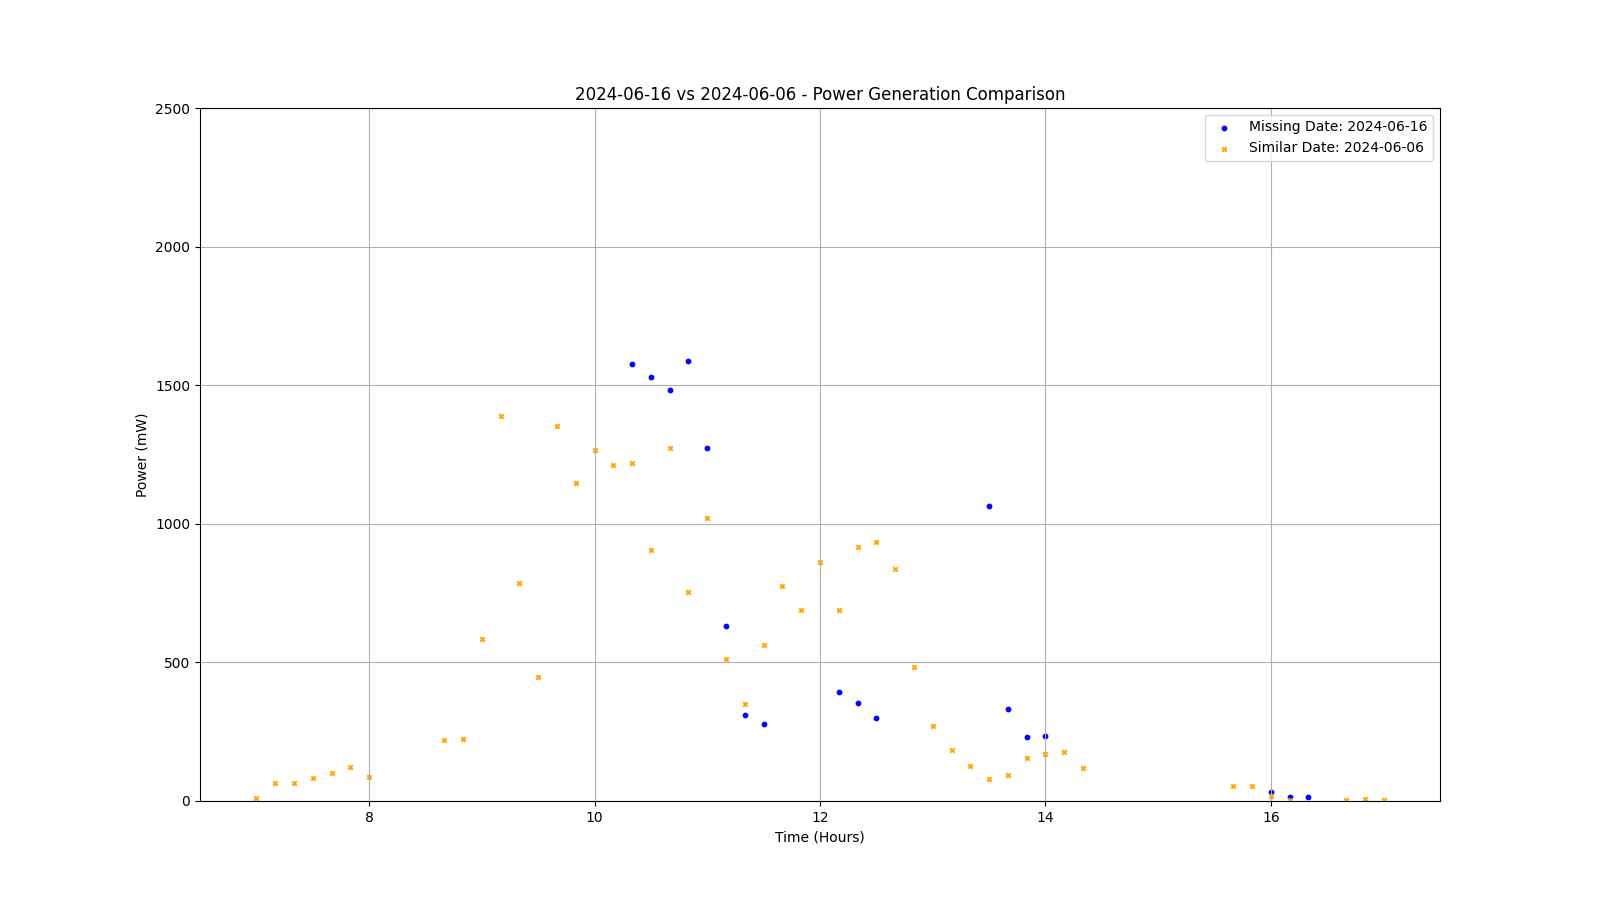 2024-06-16 vs 2024-06-06 - Power Generation Comparison
Missing Date: 2024-06-16
Similar Date: 2024-06-06
Power (mW)
2500
2000
1500
1000
500
0
8 10 12 14 16
Time (Hours)